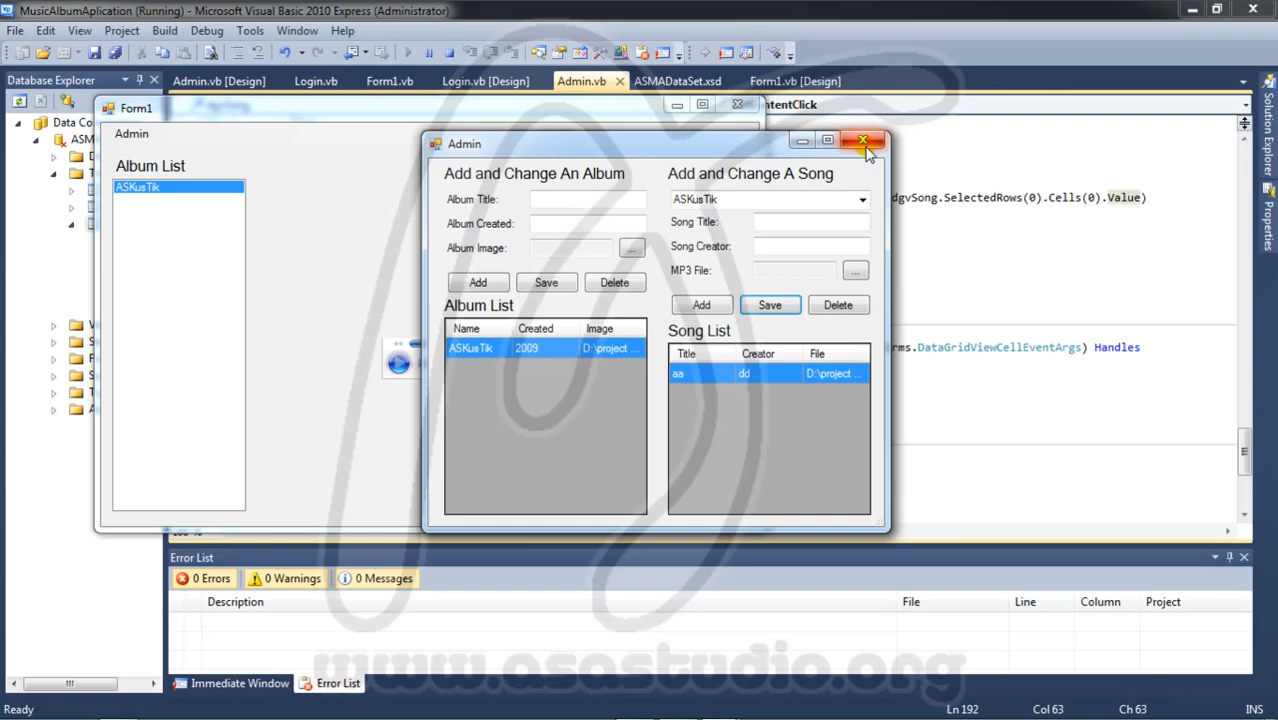 MusicAlbumAplication (Running) - Microsoft Visual Basic 2010 Express (Administrator)
File Edit View Project Build Debug Tools Window Help
Database Explorer
Admin.vb [Design] Login.vb Form1.vb Login.vb [Design] Admin.vb ASMADataSet.xsd Form1.vb [Design]
Form1
ntentClick
Data Co
ASM
D
T
V
S
F
S
T
A
Admin
Album List
ASKusTik
Admin
Add and Change An Album
Album Title:
Album Created:
Album Image:
...
Add Save Delete
Album List
Name Created Image
ASKusTik 2009 D:\project ...
Add and Change A Song
ASKusTik
Song Title:
Song Creator:
MP3 File:
...
Add Save Delete
Song List
Title Creator File
aa dd D:\project ...
dgvSong.SelectedRows(0).Cells(0).Value)
rms.DataGridViewCellEventArgs) Handles
Solution Explorer
Properties
Error List
0 Errors 0 Warnings 0 Messages
Description File Line Column Project
www.asastudio.org
Immediate Window Error List
Ready Ln 192 Col 63 Ch 63 INS